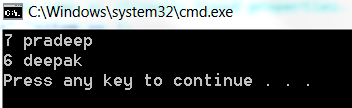 C:\Windows\system32\cmd.exe
7 pradeep
6 deepak
Press any key to continue . . .